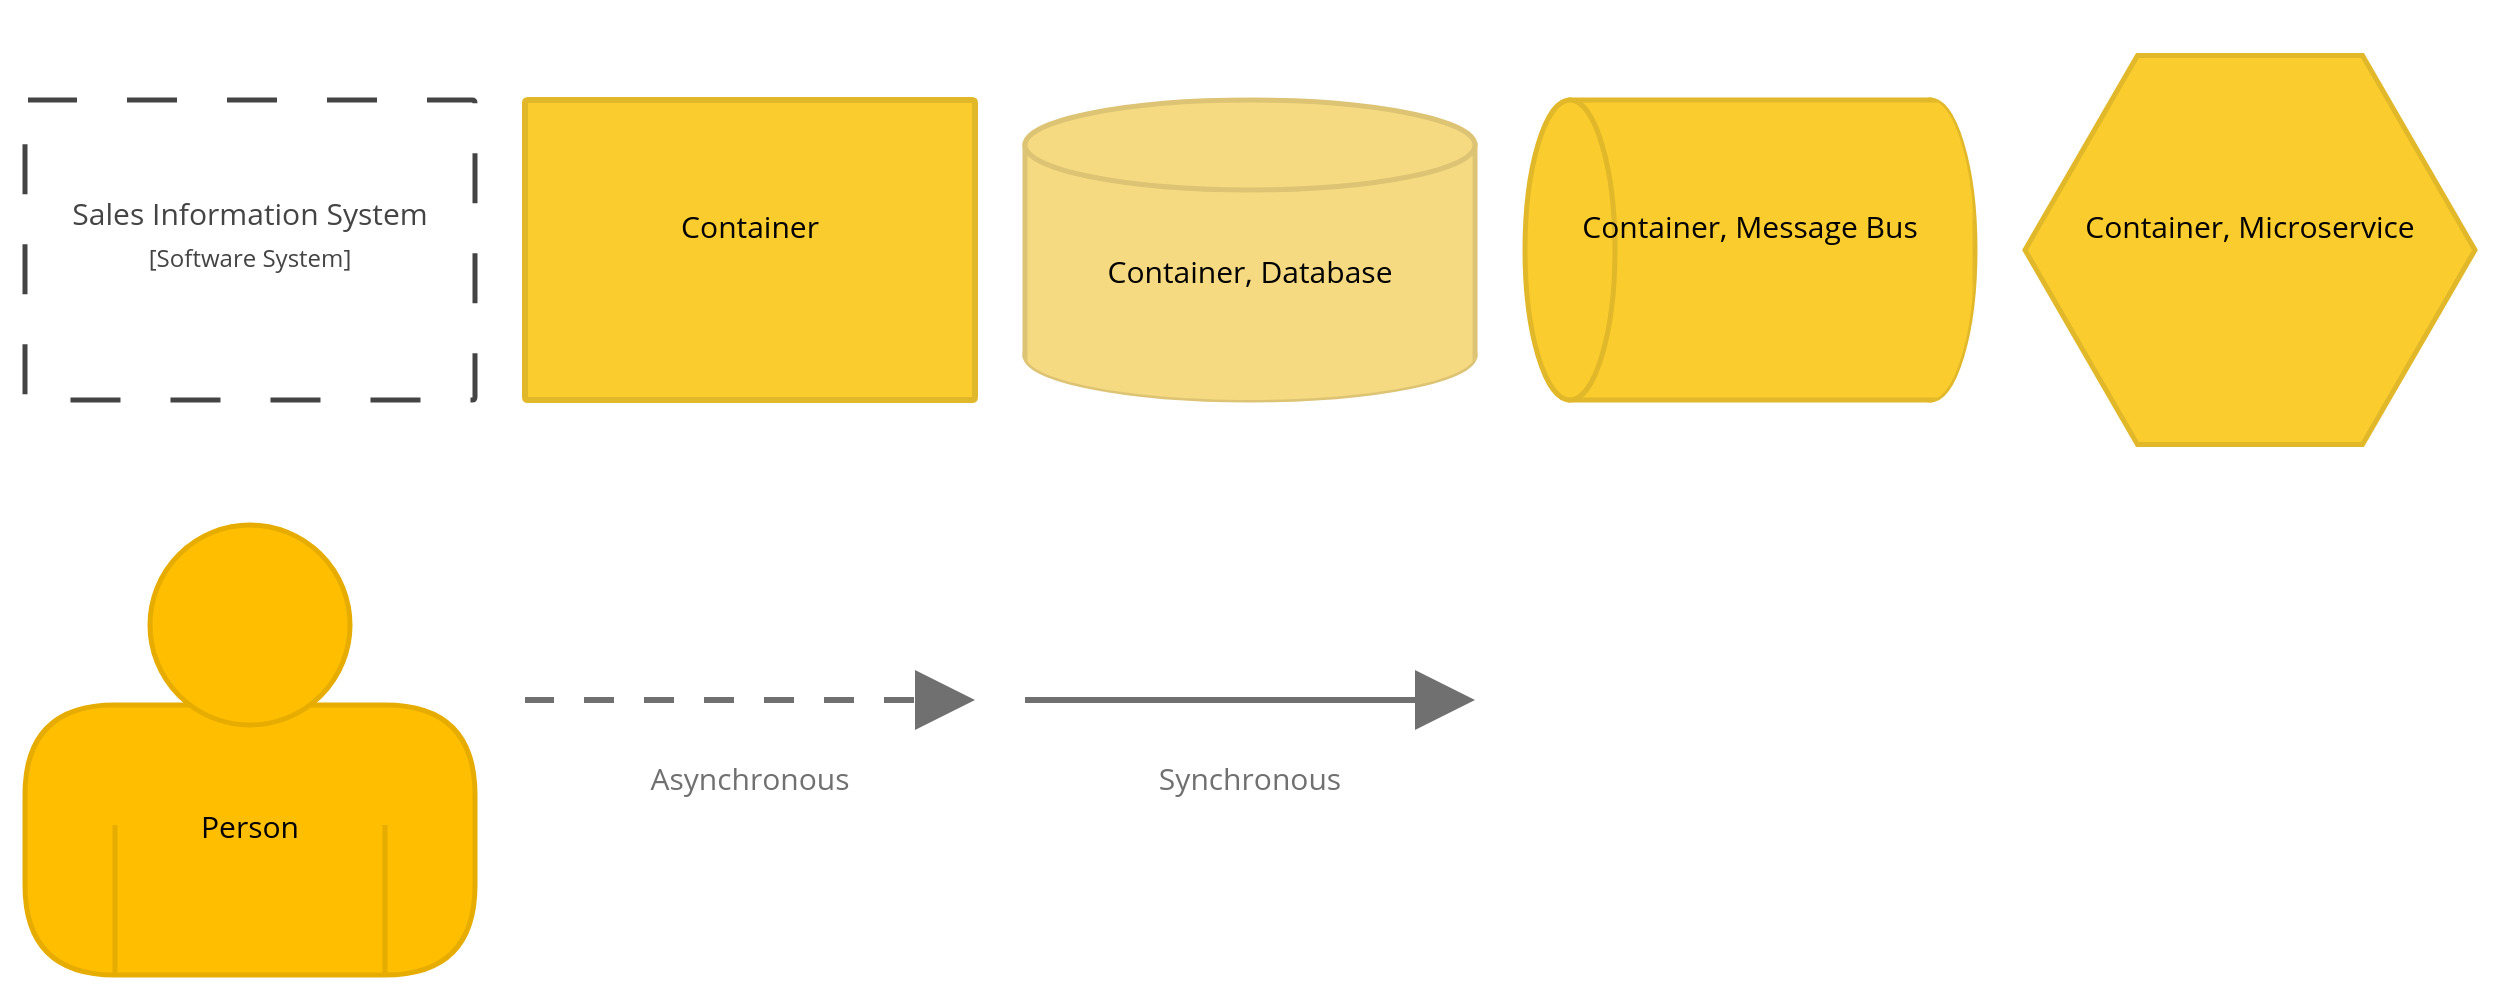 Sales Information System
[Software System]
Container
Container, Database
Container, Message Bus
Container, Microservice
Person
Asynchronous
Synchronous